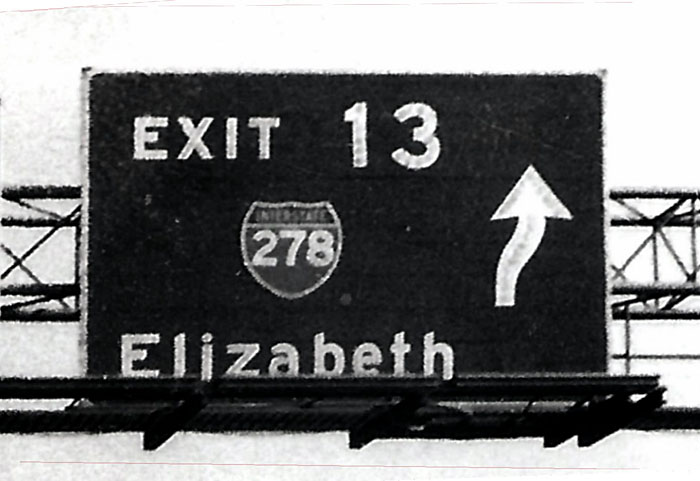 EXIT 13
INTERSTATE
278
Elizabeth